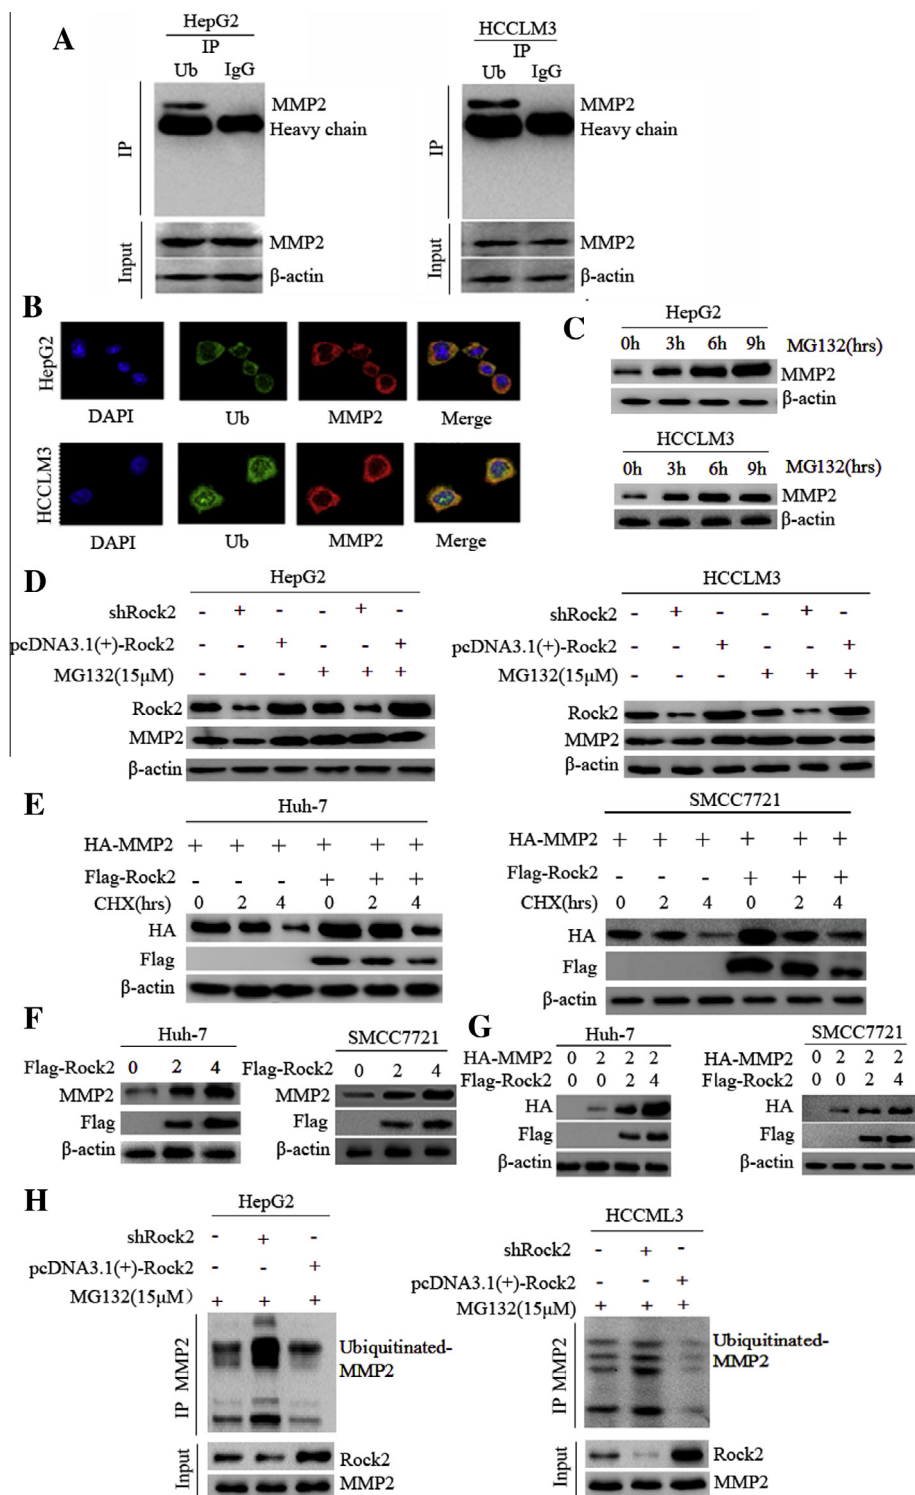 A
HepG2
IP
Ub IgG
IP
MMP2
Heavy chain
Input
MMP2
β-actin
HCCLM3
IP
Ub IgG
IP
MMP2
Heavy chain
Input
MMP2
β-actin
B
HepG2
DAPI Ub MMP2 Merge
HCCLM3
DAPI Ub MMP2 Merge
C
HepG2
0h 3h 6h 9h MG132(hrs)
MMP2
β-actin
HCCLM3
0h 3h 6h 9h MG132(hrs)
MMP2
β-actin
D
HepG2
shRock2 - + - - + -
pcDNA3.1(+)-Rock2 - - + - - +
MG132(15μM) - - - + + +
Rock2
MMP2
β-actin
HCCLM3
shRock2 - + - - + -
pcDNA3.1(+)-Rock2 - - + - - +
MG132(15μM) - - - + + +
Rock2
MMP2
β-actin
E
Huh-7
HA-MMP2 + + + + + +
Flag-Rock2 - - - + + +
CHX(hrs) 0 2 4 0 2 4
HA
Flag
β-actin
SMCC7721
HA-MMP2 + + + + + +
Flag-Rock2 - - - + + +
CHX(hrs) 0 2 4 0 2 4
HA
Flag
β-actin
F
Huh-7
Flag-Rock2 0 2 4
MMP2
Flag
β-actin
SMCC7721
Flag-Rock2 0 2 4
MMP2
Flag
β-actin
G
Huh-7
HA-MMP2 0 2 2 2
Flag-Rock2 0 0 2 4
HA
Flag
β-actin
SMCC7721
HA-MMP2 0 2 2 2
Flag-Rock2 0 0 2 4
HA
Flag
β-actin
H
HepG2
shRock2 - + -
pcDNA3.1(+)-Rock2 - - +
MG132(15μM) + + +
IP MMP2
Ubiquitinated-
MMP2
Input
Rock2
MMP2
HCCML3
shRock2 - + -
pcDNA3.1(+)-Rock2 - - +
MG132(15μM) + + +
IP MMP2
Ubiquitinated-
MMP2
Input
Rock2
MMP2